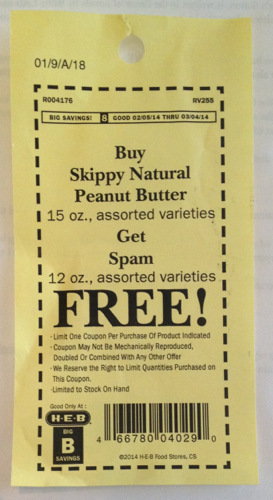 01/9/A/18
R004176 RV255
BIG SAVINGS! 8 GOOD 02/05/14 THRU 03/04/14
Buy
Skippy Natural
Peanut Butter
15 oz., assorted varieties
Get
Spam
12 oz., assorted varieties
FREE!
· Limit One Coupon Per Purchase Of Product Indicated
· Coupon May Not Be Mechanically Reproduced,
Doubled Or Combined With Any Other Offer
· We Reserve the Right to Limit Quantities Purchased on
This Coupon.
· Limited to Stock On Hand
Good Only At :
H-E-B
BIG
B
SAVINGS
4 66780 04029 0
©2014 H-E-B Food Stores, CS